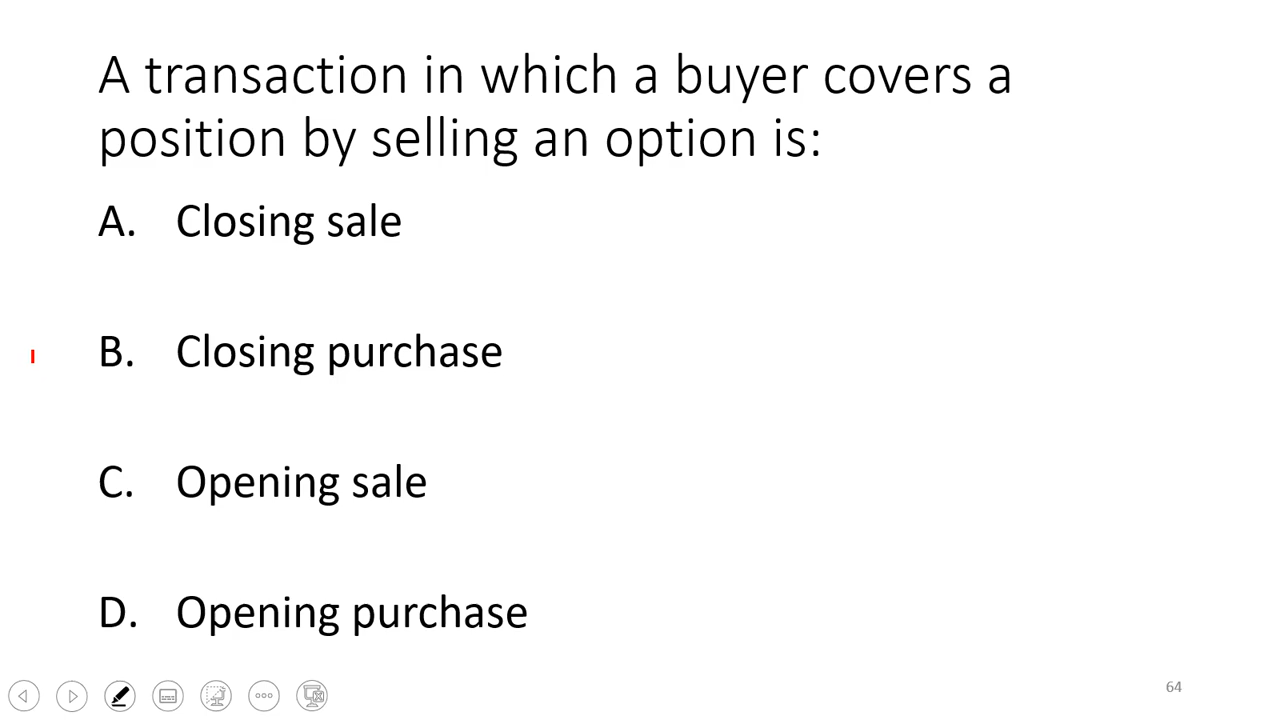 A transaction in which a buyer covers a
position by selling an option is:
A. Closing sale
B. Closing purchase
C. Opening sale
D. Opening purchase
64